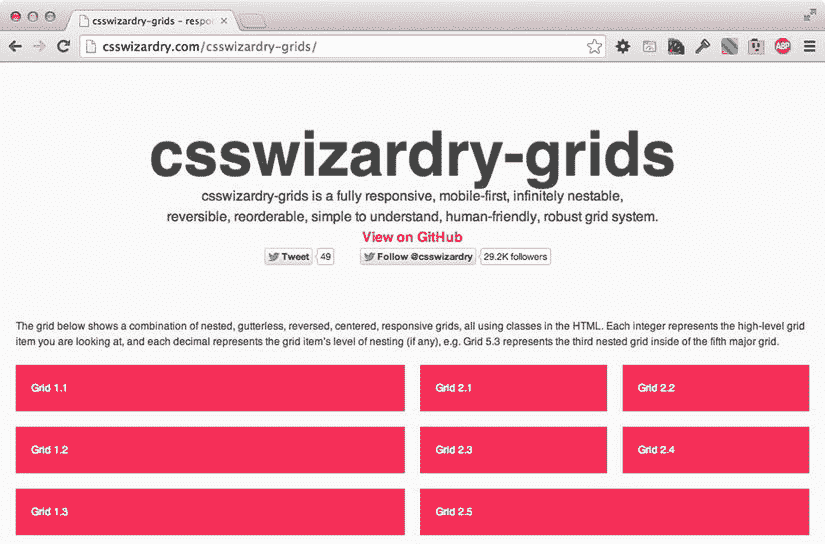 csswizardry-grids – respo
csswizardry.com/csswizardry-grids/
ABP
csswizardry-grids
csswizardry-grids is a fully responsive, mobile-first, infinitely nestable,
reversible, reorderable, simple to understand, human-friendly, robust grid system.
View on GitHub
Tweet 49 Follow @csswizardry 29.2K followers
The grid below shows a combination of nested, gutterless, reversed, centered, responsive grids, all using classes in the HTML. Each integer represents the high-level grid
item you are looking at, and each decimal represents the grid item's level of nesting (if any), e.g. Grid 5.3 represents the third nested grid inside of the fifth major grid.
Grid 1.1 Grid 2.1 Grid 2.2
Grid 1.2 Grid 2.3 Grid 2.4
Grid 1.3 Grid 2.5